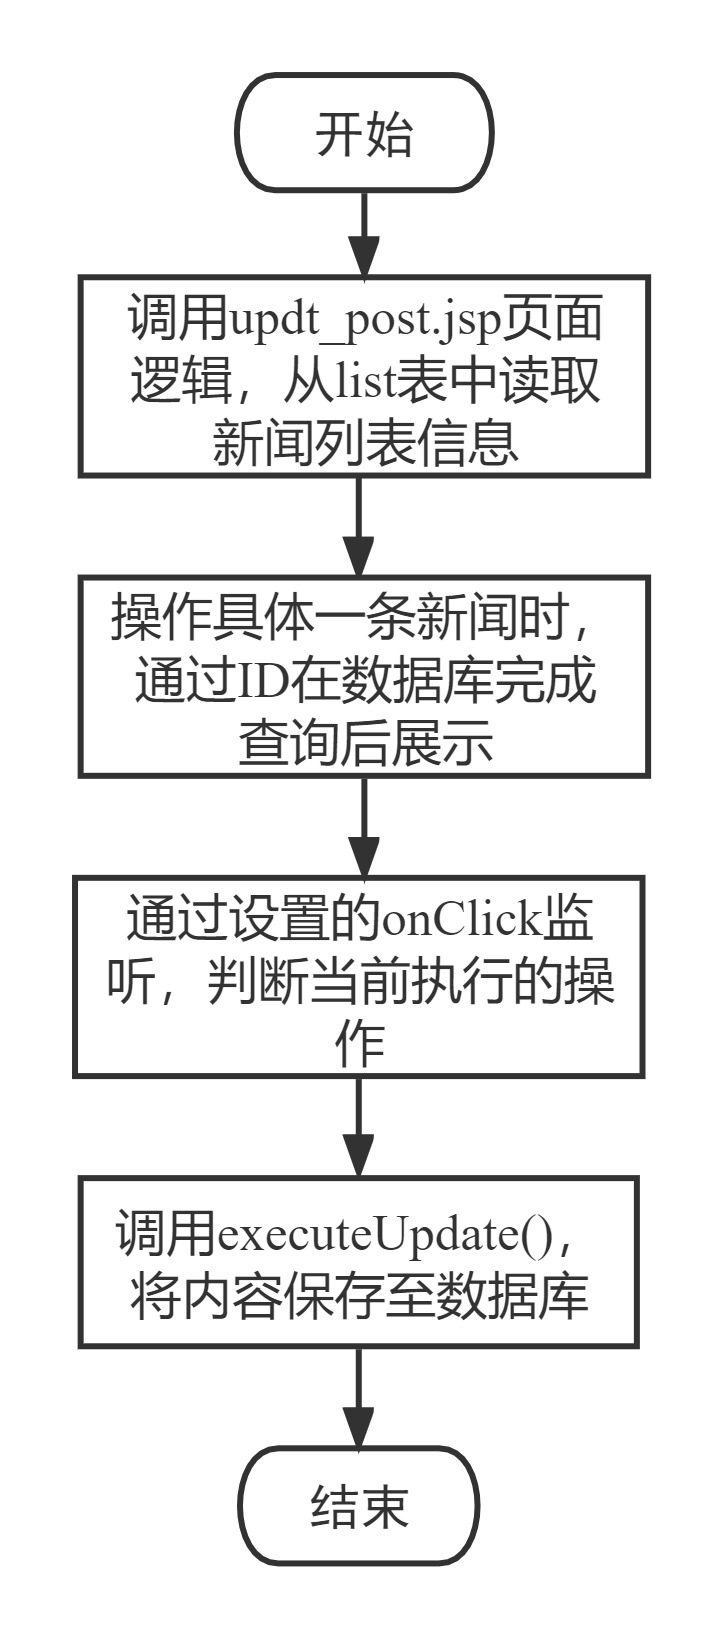 开始
调用updt_post.jsp页面
逻辑，从list表中读取
新闻列表信息
操作具体一条新闻时，
通过ID在数据库完成
查询后展示
通过设置的onClick监
听，判断当前执行的操
作
调用executeUpdate()，
将内容保存至数据库
结束